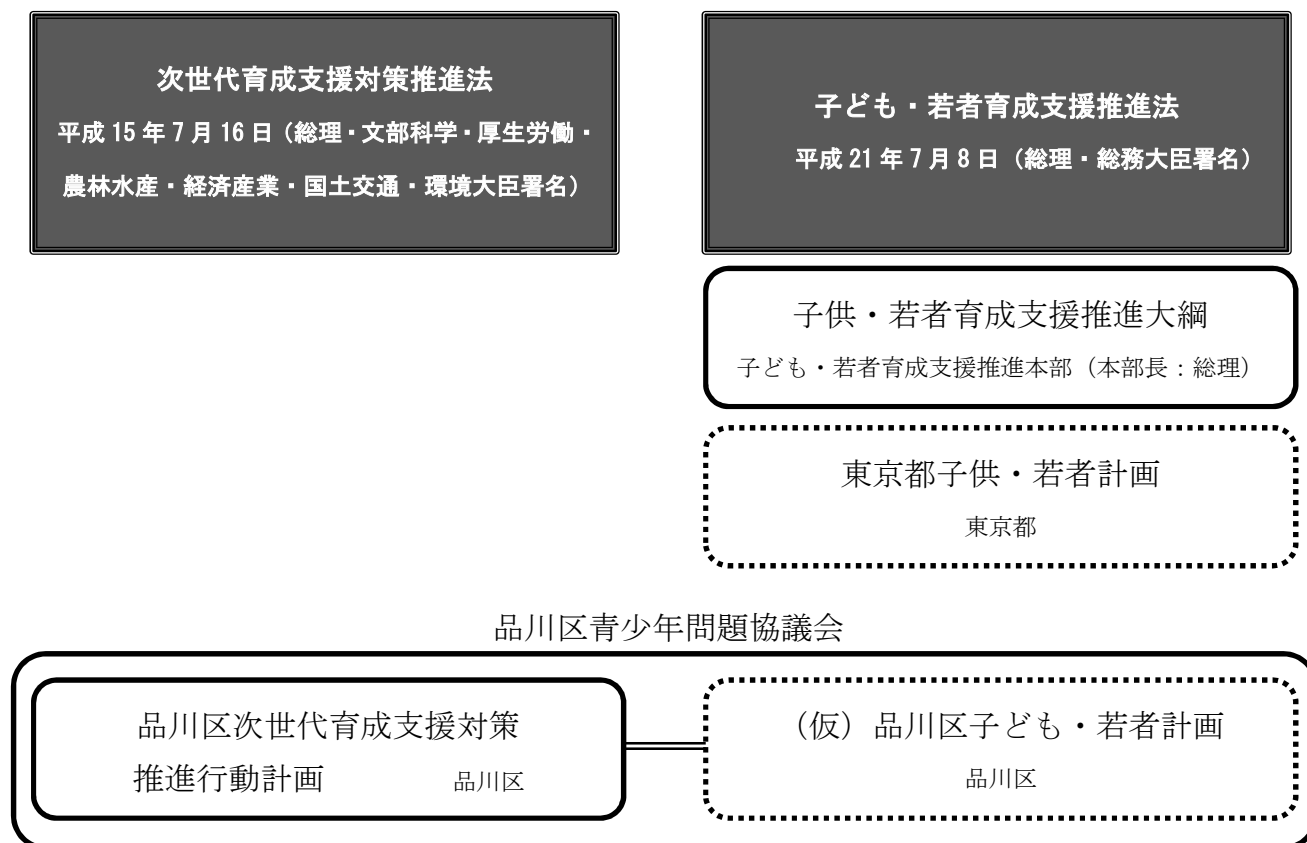 次世代育成支援対策推進法
平成15年7月16日（総理・文部科学・厚生労働・
農林水産・経済産業・国土交通・環境大臣署名）
子ども・若者育成支援推進法
平成21年7月8日（総理・総務大臣署名）
子供・若者育成支援推進大綱
子ども・若者育成支援推進本部（本部長：総理）
東京都子供・若者計画
東京都
品川区青少年問題協議会
品川区次世代育成支援対策
推進行動計画　品川区
（仮）品川区子ども・若者計画
品川区